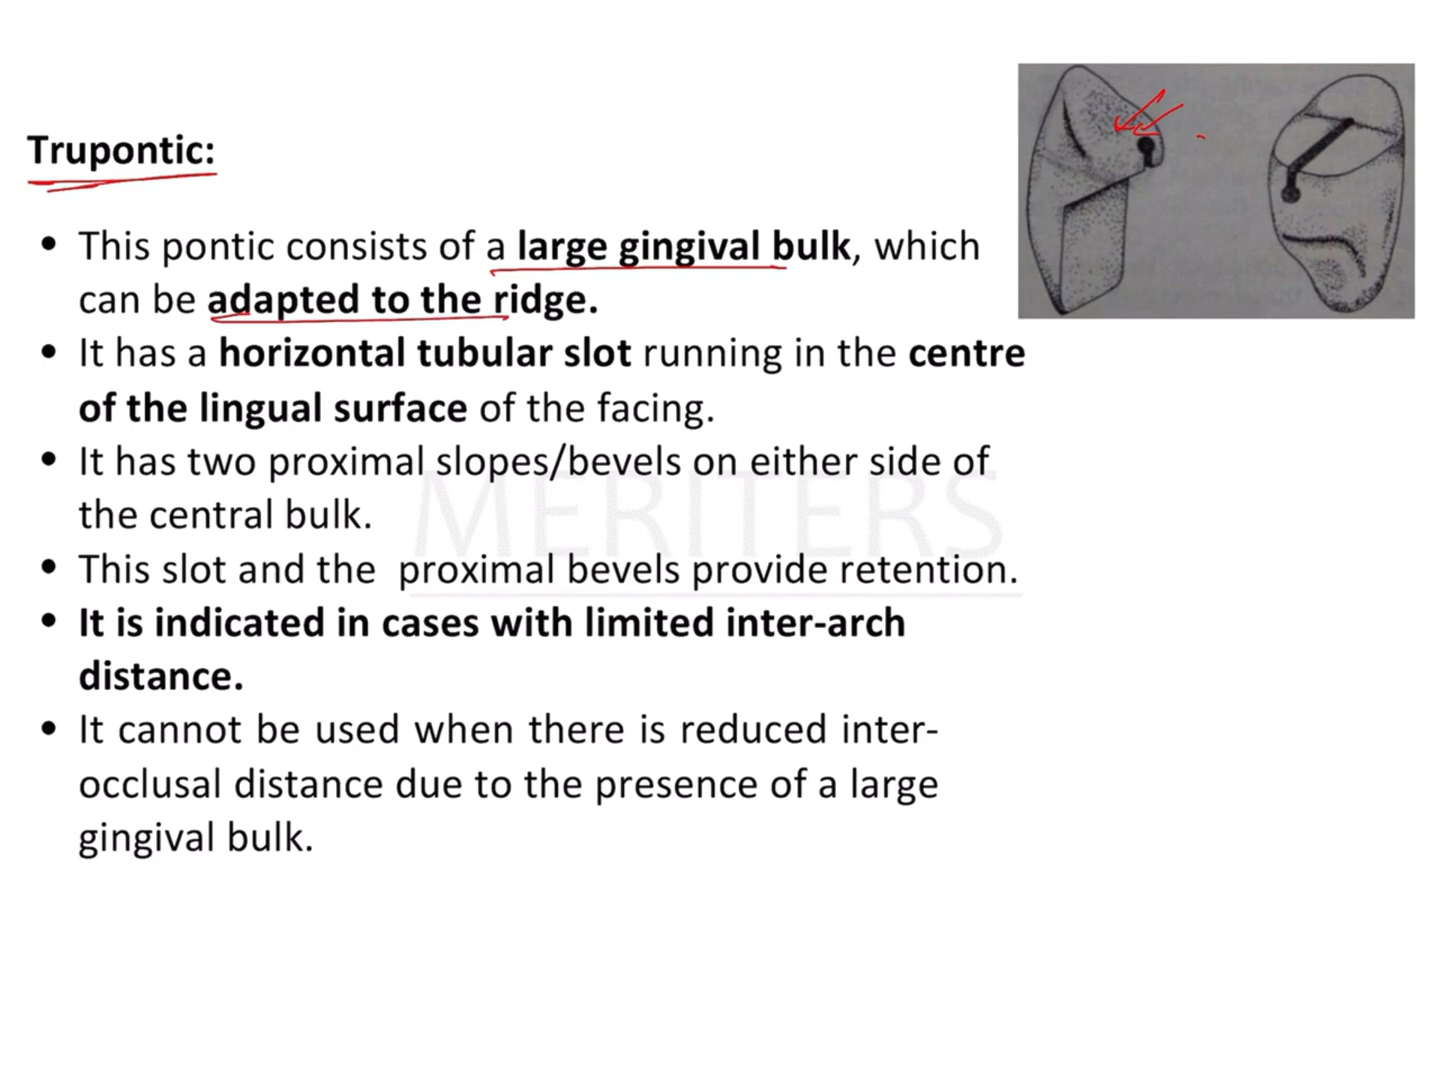 Trupontic:
• This pontic consists of a large gingival bulk, which
can be adapted to the ridge.
• It has a horizontal tubular slot running in the centre
of the lingual surface of the facing.
• It has two proximal slopes/bevels on either side of
the central bulk.
• This slot and the proximal bevels provide retention.
• It is indicated in cases with limited inter-arch
distance.
• It cannot be used when there is reduced inter-
occlusal distance due to the presence of a large
gingival bulk.
MERITERS